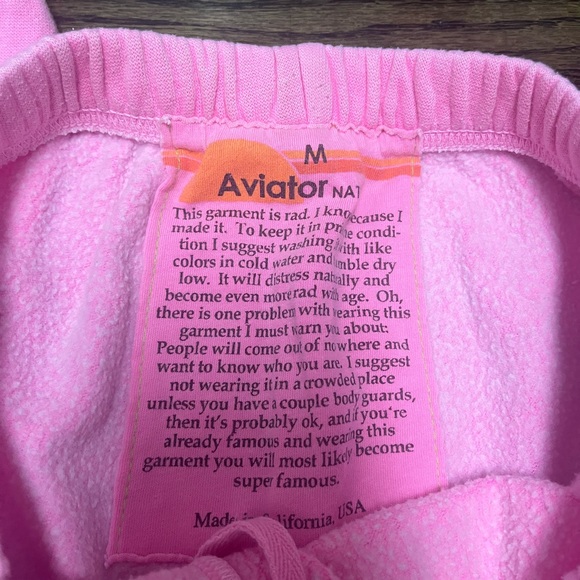 M
Aviator NAT
This garment is rad. I know because I
made it. To keep it in prime condi-
tion I suggest washing with like
colors in cold water and tumble dry
low. It will distress naturally and
become even more rad with age. Oh,
there is one problem with wearing this
garment I must warn you about:
People will come out of nowhere and
want to know who you are. I suggest
not wearing it in a crowded place
unless you have a couple body guards,
then it's probably ok, and if you're
already famous and wearing this
garment you will most likely become
super famous.
Made in California, USA